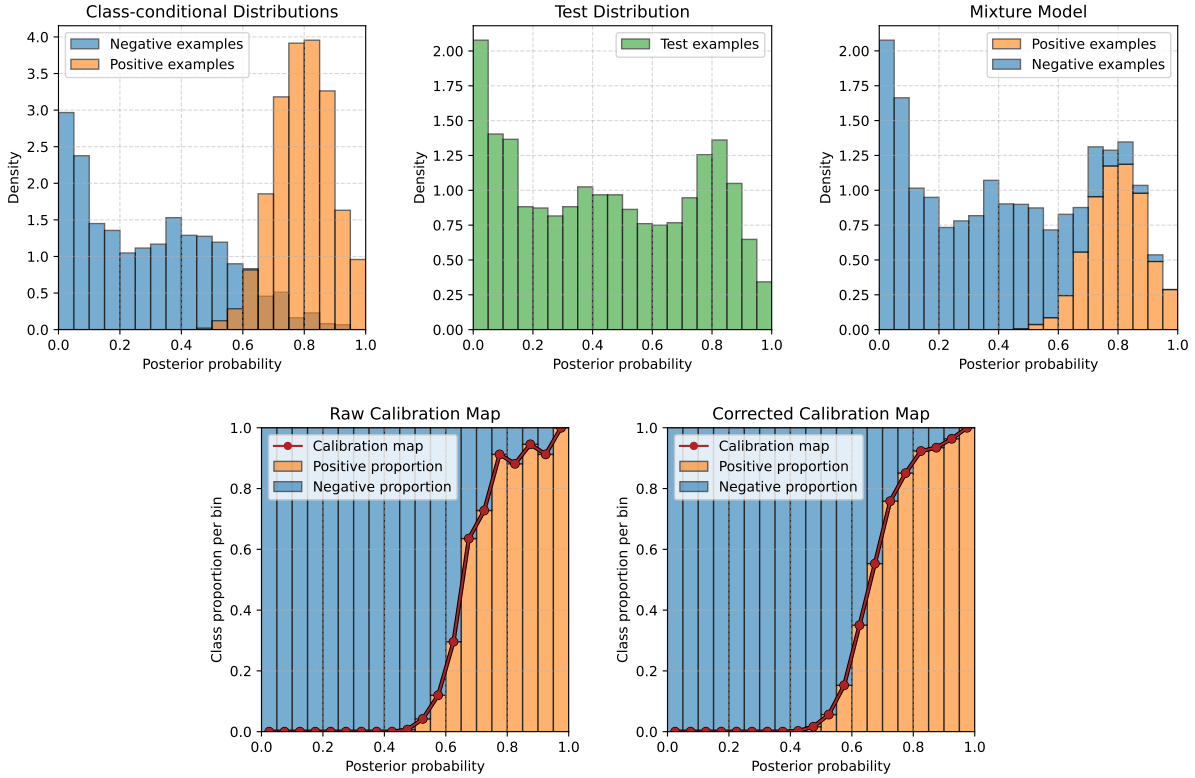 Class-conditional Distributions
Negative examples
Positive examples
Density
4.0
3.5
3.0
2.5
2.0
1.5
1.0
0.5
0.0
0.0 0.2 0.4 0.6 0.8 1.0
Posterior probability
Test Distribution
Test examples
Density
2.00
1.75
1.50
1.25
1.00
0.75
0.50
0.25
0.00
0.0 0.2 0.4 0.6 0.8 1.0
Posterior probability
Mixture Model
Positive examples
Negative examples
Density
2.00
1.75
1.50
1.25
1.00
0.75
0.50
0.25
0.00
0.0 0.2 0.4 0.6 0.8 1.0
Posterior probability
Raw Calibration Map
Calibration map
Positive proportion
Negative proportion
Class proportion per bin
1.0
0.8
0.6
0.4
0.2
0.0
0.0 0.2 0.4 0.6 0.8 1.0
Posterior probability
Corrected Calibration Map
Calibration map
Positive proportion
Negative proportion
Class proportion per bin
1.0
0.8
0.6
0.4
0.2
0.0
0.0 0.2 0.4 0.6 0.8 1.0
Posterior probability